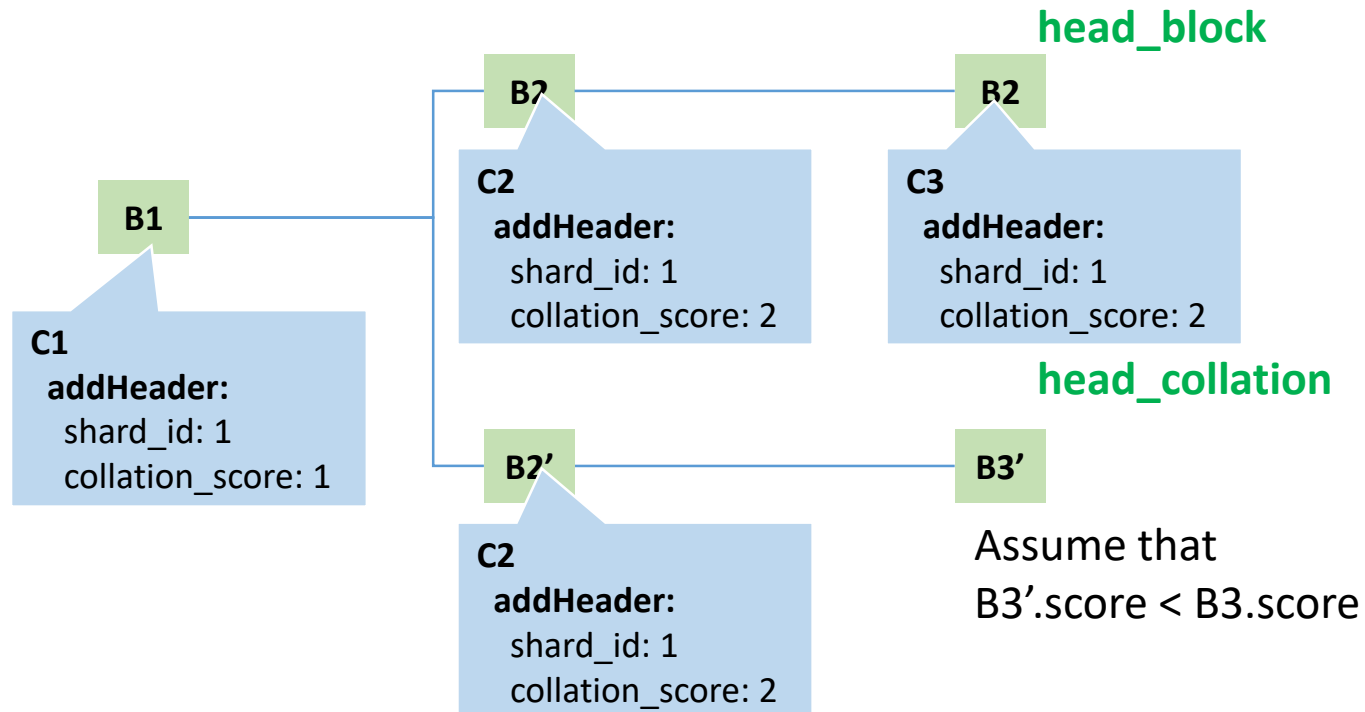 head_block
B2
B2
C2
addHeader:
shard_id: 1
collation_score: 2
C3
addHeader:
shard_id: 1
collation_score: 2
B1
C1
addHeader:
shard_id: 1
collation_score: 1
head_collation
B2’
B3’
C2
addHeader:
shard_id: 1
collation_score: 2
Assume that
B3’.score < B3.score